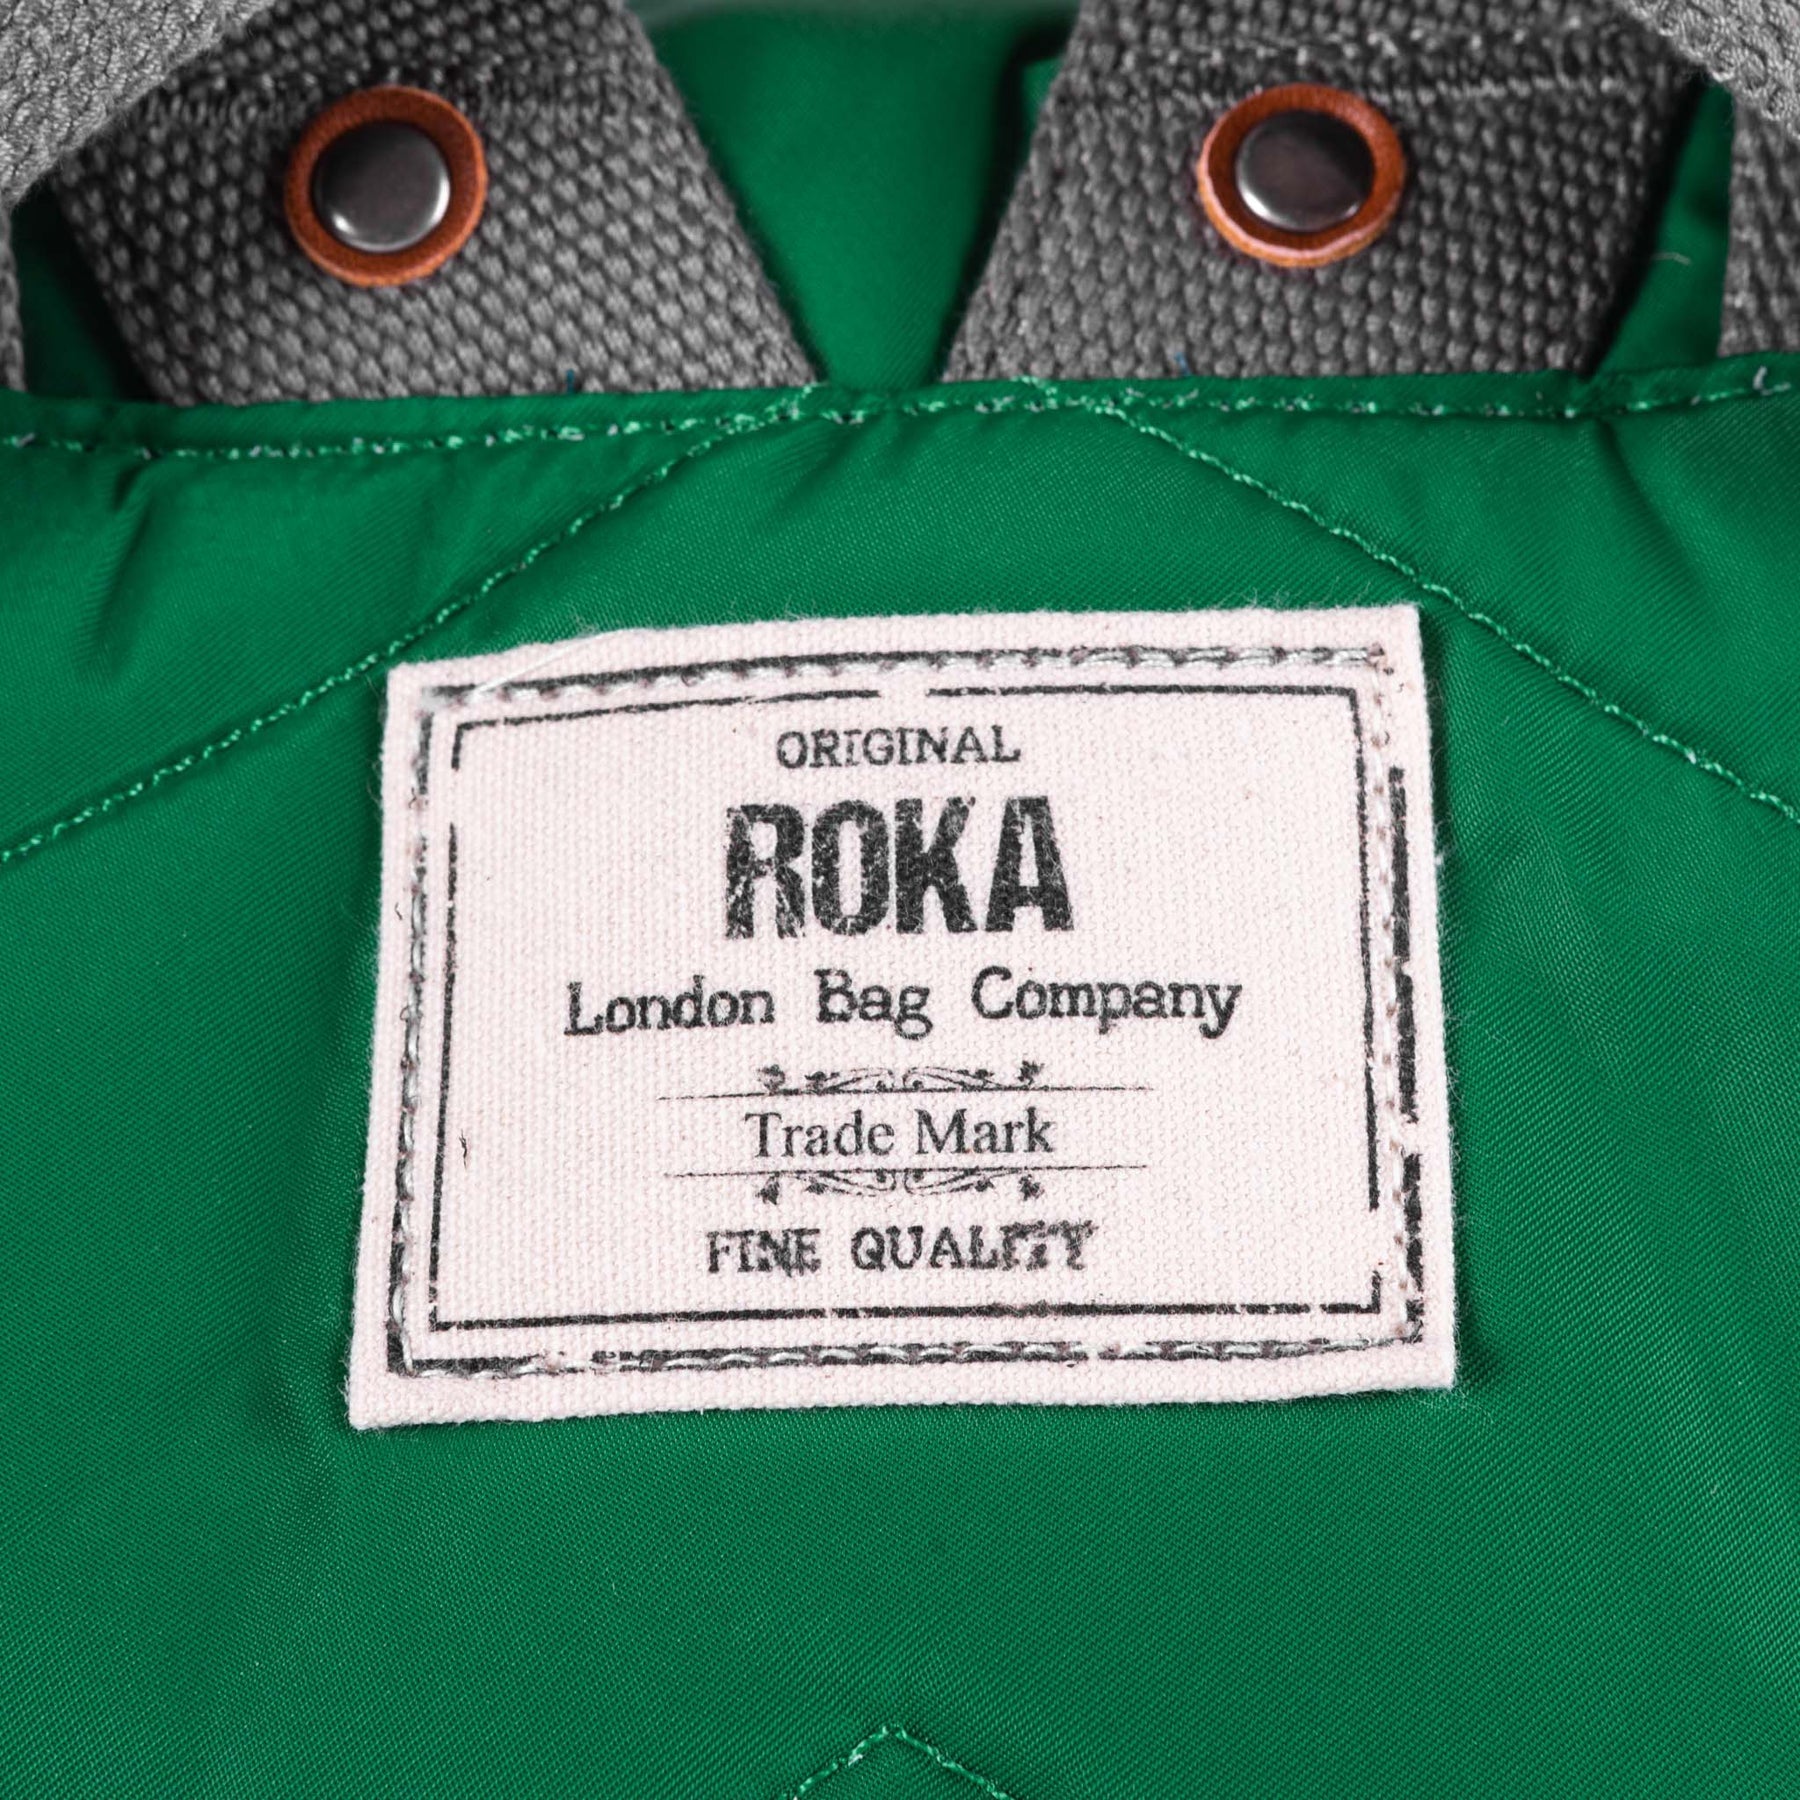 ORIGINAL
ROKA
London Bag Company
Trade Mark
FINE QUALITY